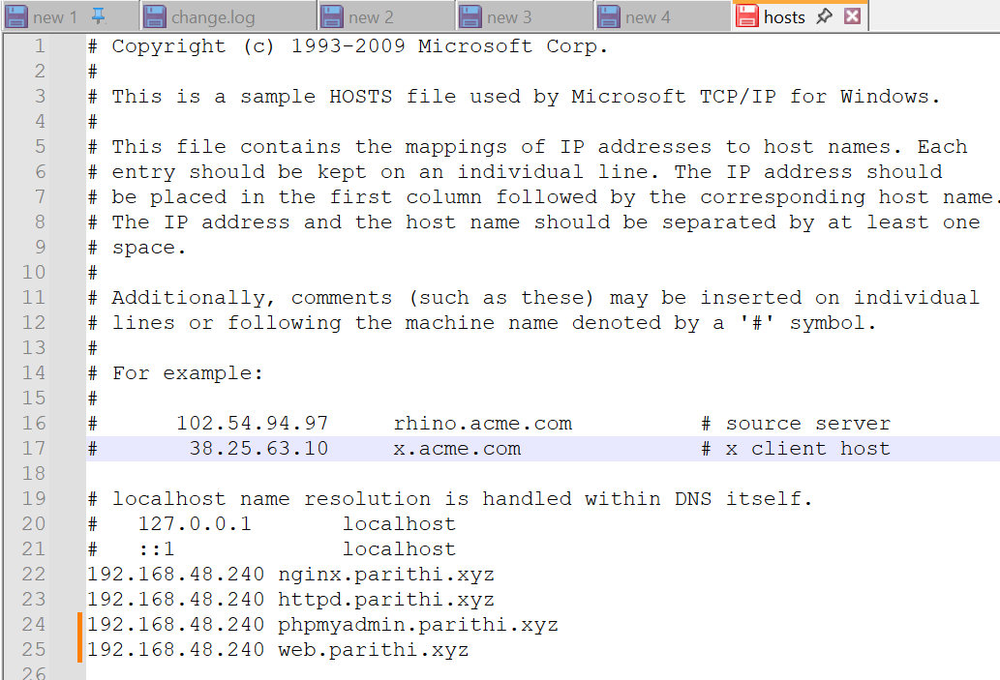 new 1 change.log new 2 new 3 new 4 hosts
1 # Copyright (c) 1993-2009 Microsoft Corp.
2 #
3 # This is a sample HOSTS file used by Microsoft TCP/IP for Windows.
4 #
5 # This file contains the mappings of IP addresses to host names. Each
6 # entry should be kept on an individual line. The IP address should
7 # be placed in the first column followed by the corresponding host name.
8 # The IP address and the host name should be separated by at least one
9 # space.
10 #
11 # Additionally, comments (such as these) may be inserted on individual
12 # lines or following the machine name denoted by a '#' symbol.
13 #
14 # For example:
15 #
16 #      102.54.94.97     rhino.acme.com          # source server
17 #       38.25.63.10     x.acme.com              # x client host
18
19 # localhost name resolution is handled within DNS itself.
20 #   127.0.0.1       localhost
21 #   ::1             localhost
22 192.168.48.240 nginx.parithi.xyz
23 192.168.48.240 httpd.parithi.xyz
24 192.168.48.240 phpmyadmin.parithi.xyz
25 192.168.48.240 web.parithi.xyz
26